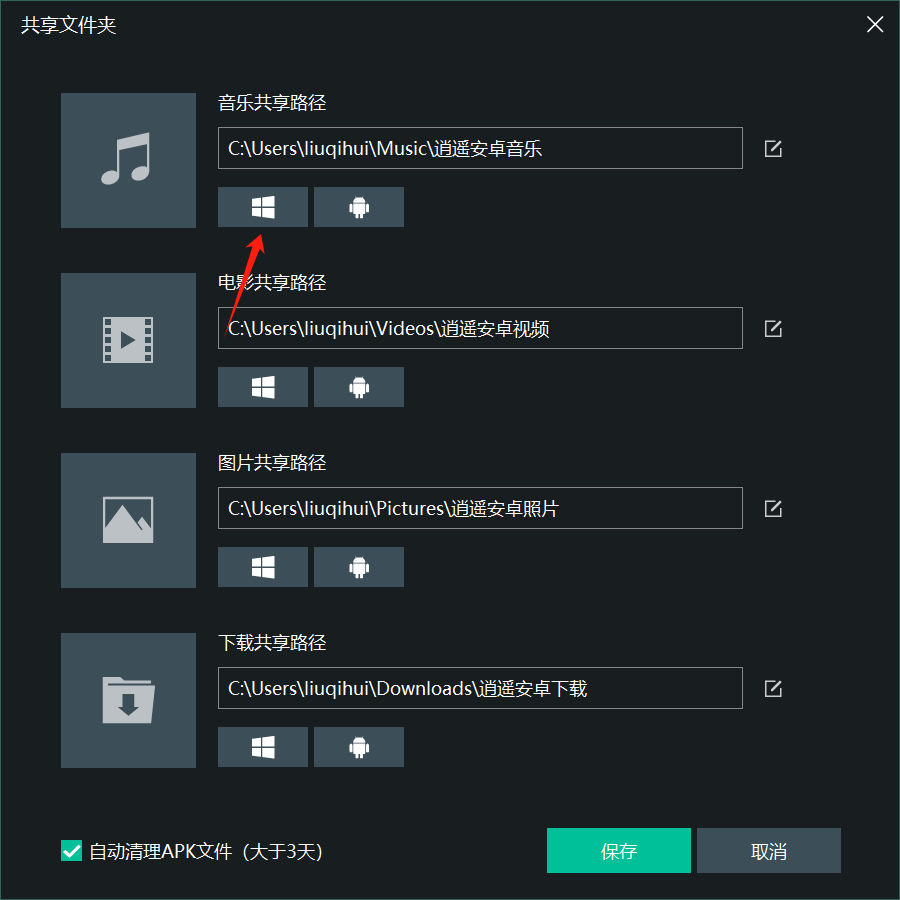 共享文件夹
音乐共享路径
C:\Users\liuqihui\Music\逍遥安卓音乐
电影共享路径
C:\Users\liuqihui\Videos\逍遥安卓视频
图片共享路径
C:\Users\liuqihui\Pictures\逍遥安卓照片
下载共享路径
C:\Users\liuqihui\Downloads\逍遥安卓下载
自动清理APK文件（大于3天）
保存
取消